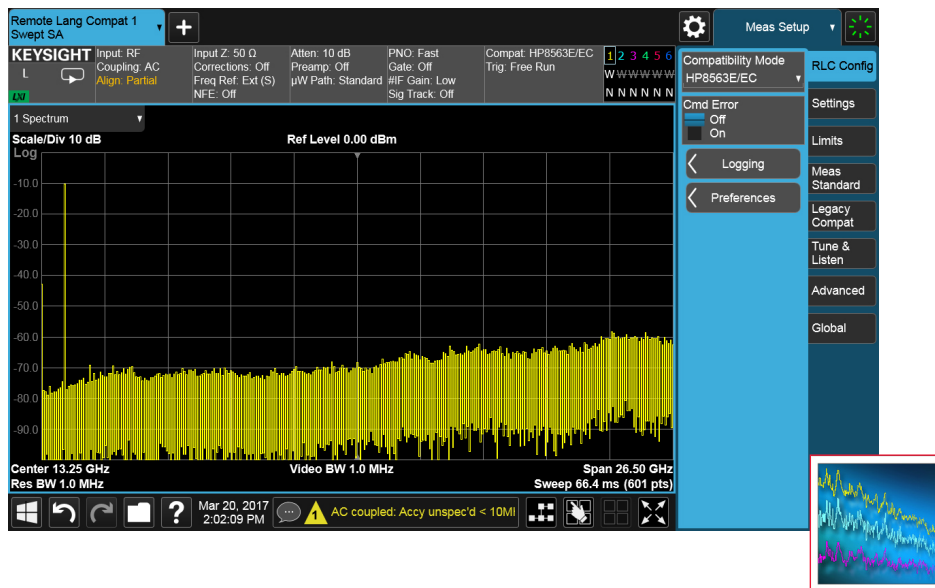 Remote Lang Compat 1
Swept SA
Meas Setup
KEYSIGHT
L
LXI
Input: RF
Coupling: AC
Align: Partial
Input Z: 50 Ω
Corrections: Off
Freq Ref: Ext (S)
NFE: Off
Atten: 10 dB
Preamp: Off
µW Path: Standard
PNO: Fast
Gate: Off
#IF Gain: Low
Sig Track: Off
Compat: HP8563E/EC
Trig: Free Run
1 2 3 4 5 6
W W W W W W
N N N N N N
1 Spectrum
Scale/Div 10 dB
Ref Level 0.00 dBm
Log
-10.0
-20.0
-30.0
-40.0
-50.0
-60.0
-70.0
-80.0
-90.0
Center 13.25 GHz
Video BW 1.0 MHz
Span 26.50 GHz
Res BW 1.0 MHz
Sweep 66.4 ms (601 pts)
?
Mar 20, 2017
2:02:09 PM
1
AC coupled: Accy unspec'd < 10MH
Compatibility Mode
HP8563E/EC
Cmd Error
Off
On
Logging
Preferences
RLC Config
Settings
Limits
Meas
Standard
Legacy
Compat
Tune &
Listen
Advanced
Global